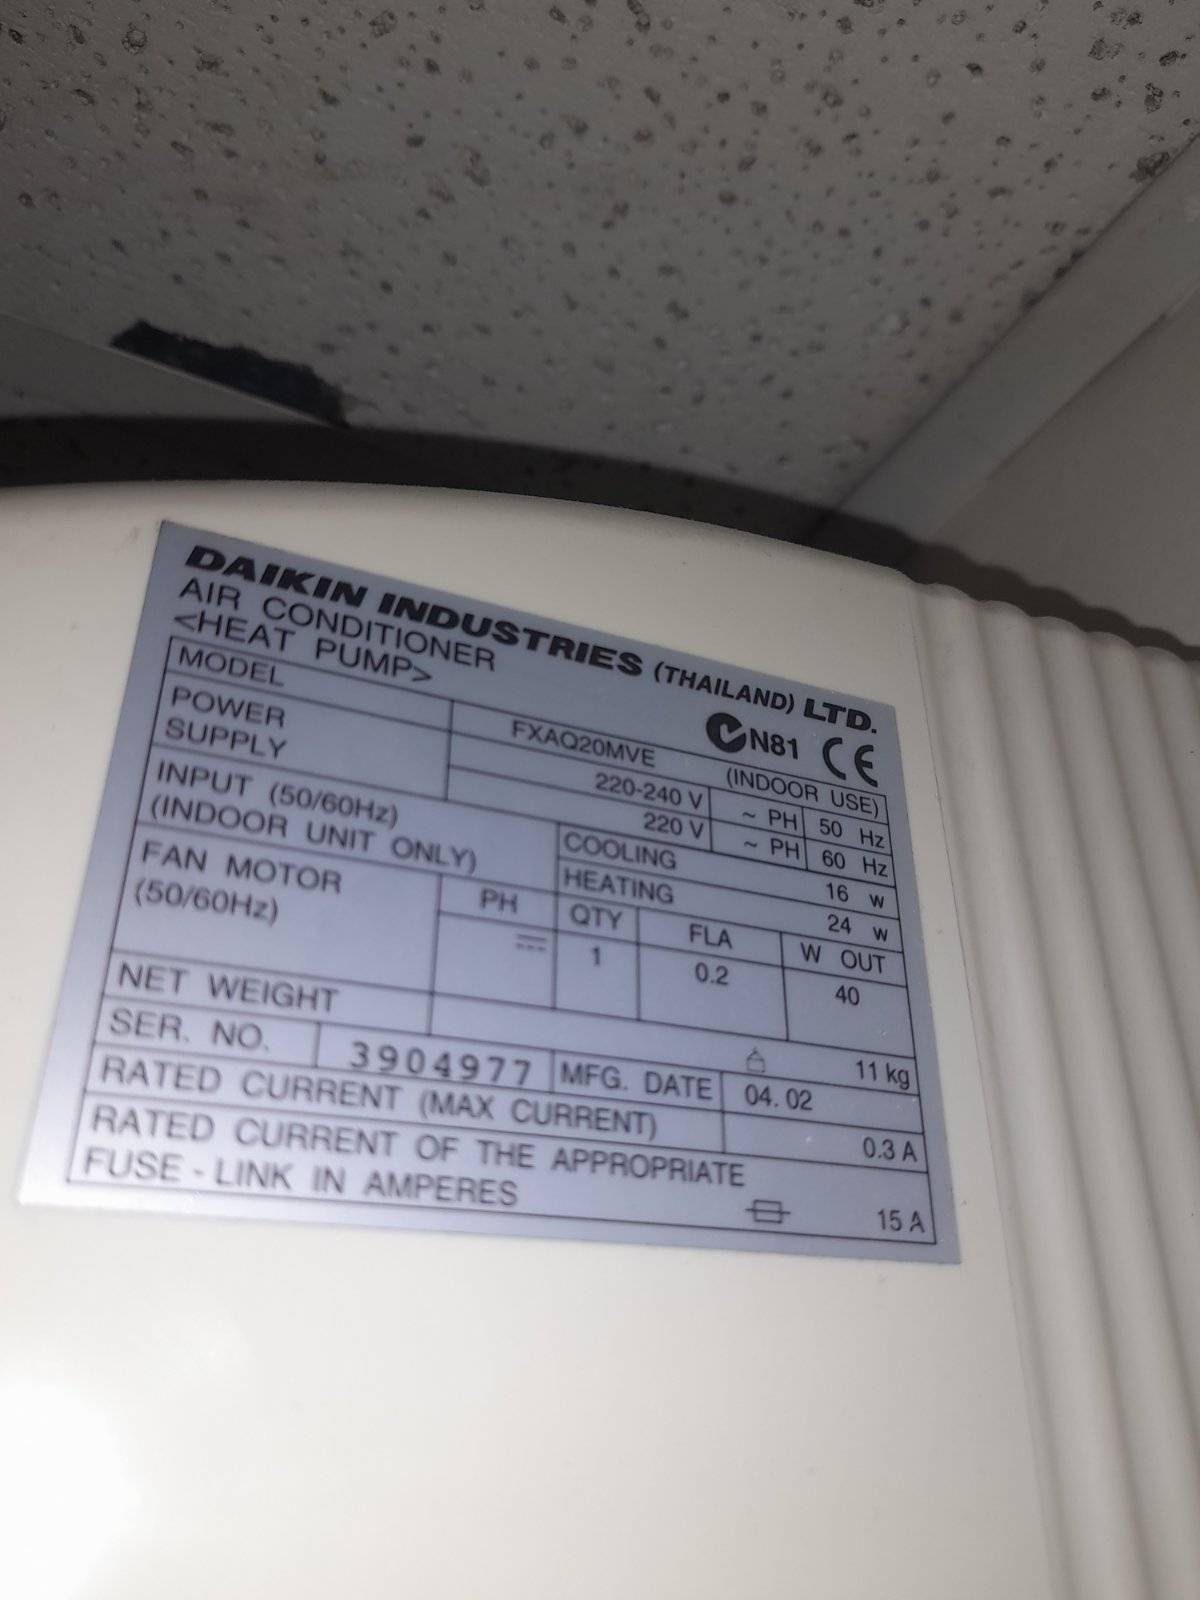 DAIKIN INDUSTRIES (THAILAND) LTD.
AIR CONDITIONER
<HEAT PUMP>
N81 CE
MODEL FXAQ20MVE (INDOOR USE)
POWER SUPPLY 220-240 V ~ PH 50 Hz
220 V ~ PH 60 Hz
INPUT (50/60Hz) COOLING 16 W
(INDOOR UNIT ONLY) HEATING 24 W
FAN MOTOR PH QTY FLA W OUT
(50/60Hz) 1 0.2 40
NET WEIGHT 11 kg
SER. NO. 3904977 MFG. DATE 04. 02
RATED CURRENT (MAX CURRENT) 0.3 A
RATED CURRENT OF THE APPROPRIATE
FUSE - LINK IN AMPERES 15 A